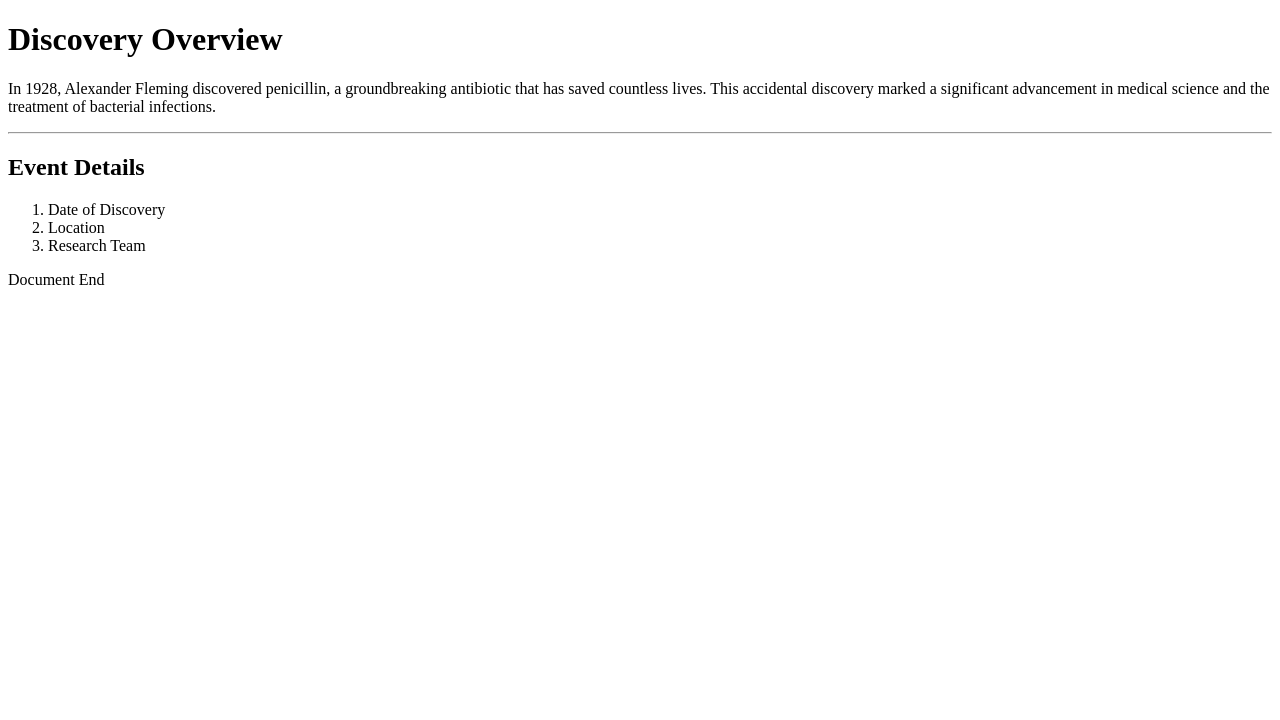 Discovery Overview
In 1928, Alexander Fleming discovered penicillin, a groundbreaking antibiotic that has saved countless lives. This accidental discovery marked a significant advancement in medical science and the
treatment of bacterial infections.
Event Details
1. Date of Discovery
2. Location
3. Research Team
Document End